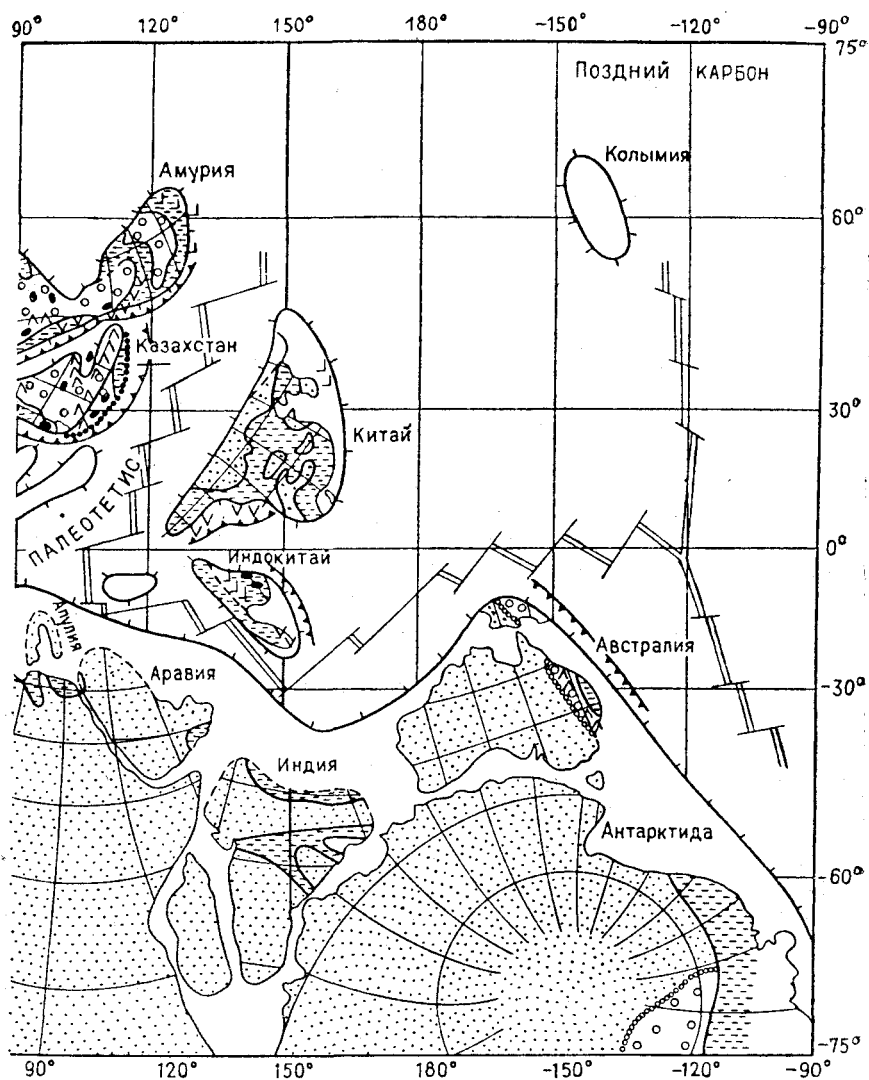 90° 120° 150° 180° -150° -120° -90°
75°
ПОЗДНИЙ КАРБОН
Колымия
Амурия
60°
Казахстан
30°
Китай
ПАЛЕОТЕТИС
Индокитай
0°
Апулия
Австралия
Аравия
-30°
Индия
Антарктида
-60°
-75°
90° 120° 150° 180° -150° -120° -90°